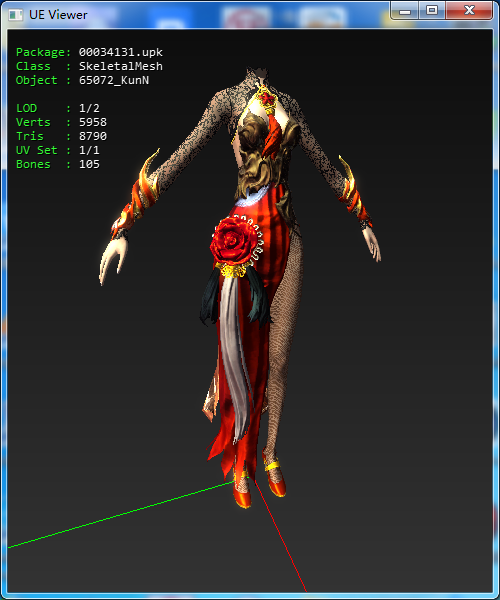 UE Viewer
Package: 00034131.upk
Class  : SkeletalMesh
Object : 65072_KunN
LOD    : 1/2
Verts  : 5958
Tris   : 8790
UV Set : 1/1
Bones  : 105